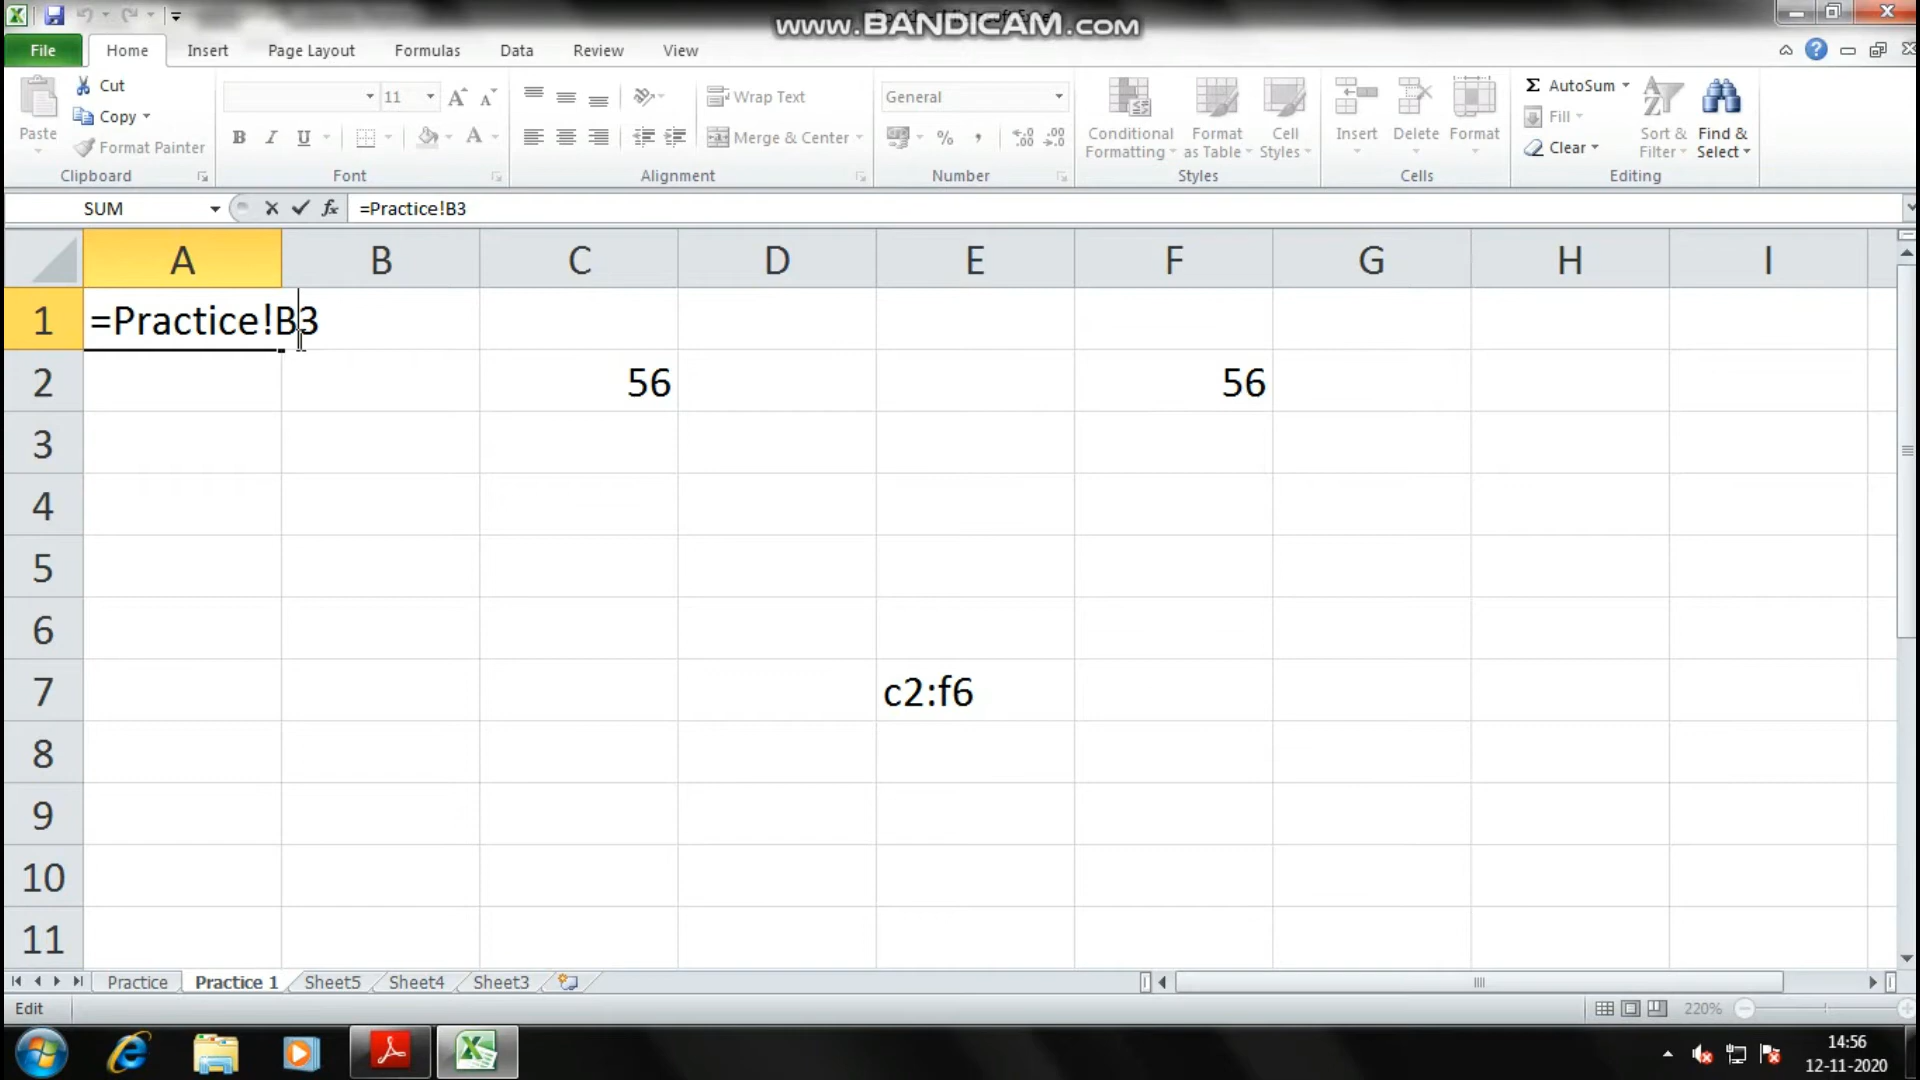 www.BANDICAM.com
File Home Insert Page Layout Formulas Data Review View
Paste
Cut
Copy
Format Painter
Clipboard
11
B I U
A
Font
Wrap Text
Merge & Center
Alignment
General
%
Number
Conditional Formatting
Format as Table
Cell Styles
Styles
Insert
Delete
Format
Cells
Σ AutoSum
Fill
Clear
Sort & Filter
Find & Select
Editing
SUM fx =Practice!B3
A B C D E F G H I
1 =Practice!B3
2 56 56
3
4
5
6
7 c2:f6
8
9
10
11
Practice Practice 1 Sheet5 Sheet4 Sheet3
Edit 220%
14:56
12-11-2020